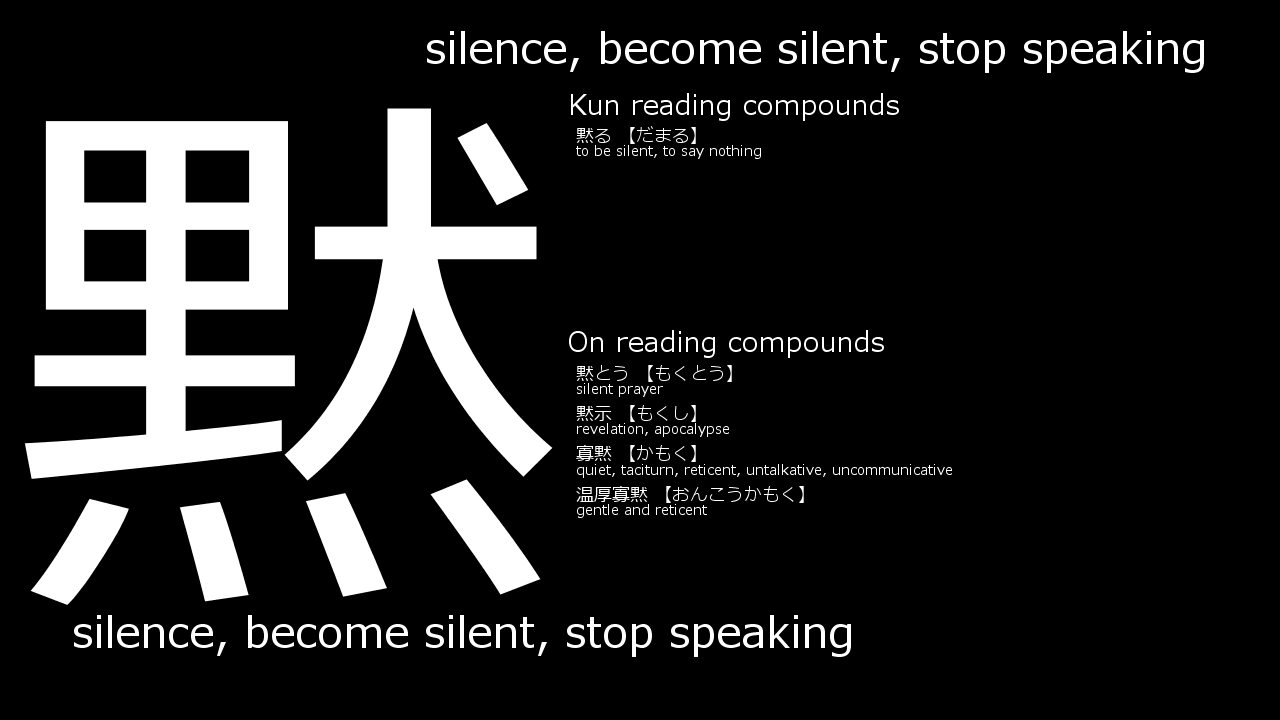 silence, become silent, stop speaking
黙
Kun reading compounds
黙る 【だまる】
to be silent, to say nothing
On reading compounds
黙とう 【もくとう】
silent prayer
黙示 【もくし】
revelation, apocalypse
寡黙 【かもく】
quiet, taciturn, reticent, untalkative, uncommunicative
温厚寡黙 【おんこうかもく】
gentle and reticent
silence, become silent, stop speaking